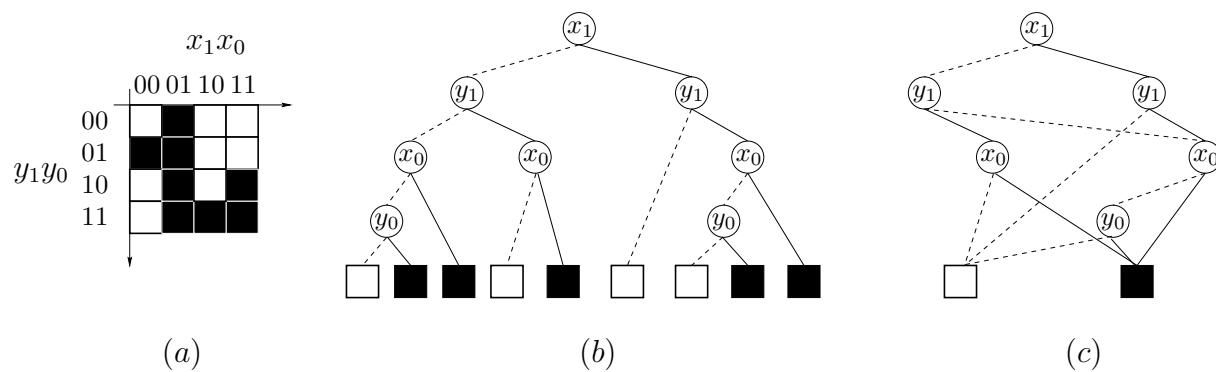 x₁x₀
00 01 10 11
00
01
y₁y₀
10
11
x₁
y₁ y₁
x₀ x₀ x₀
y₀ y₀
x₁
y₁ y₁
x₀ x₀
y₀
(a) (b) (c)